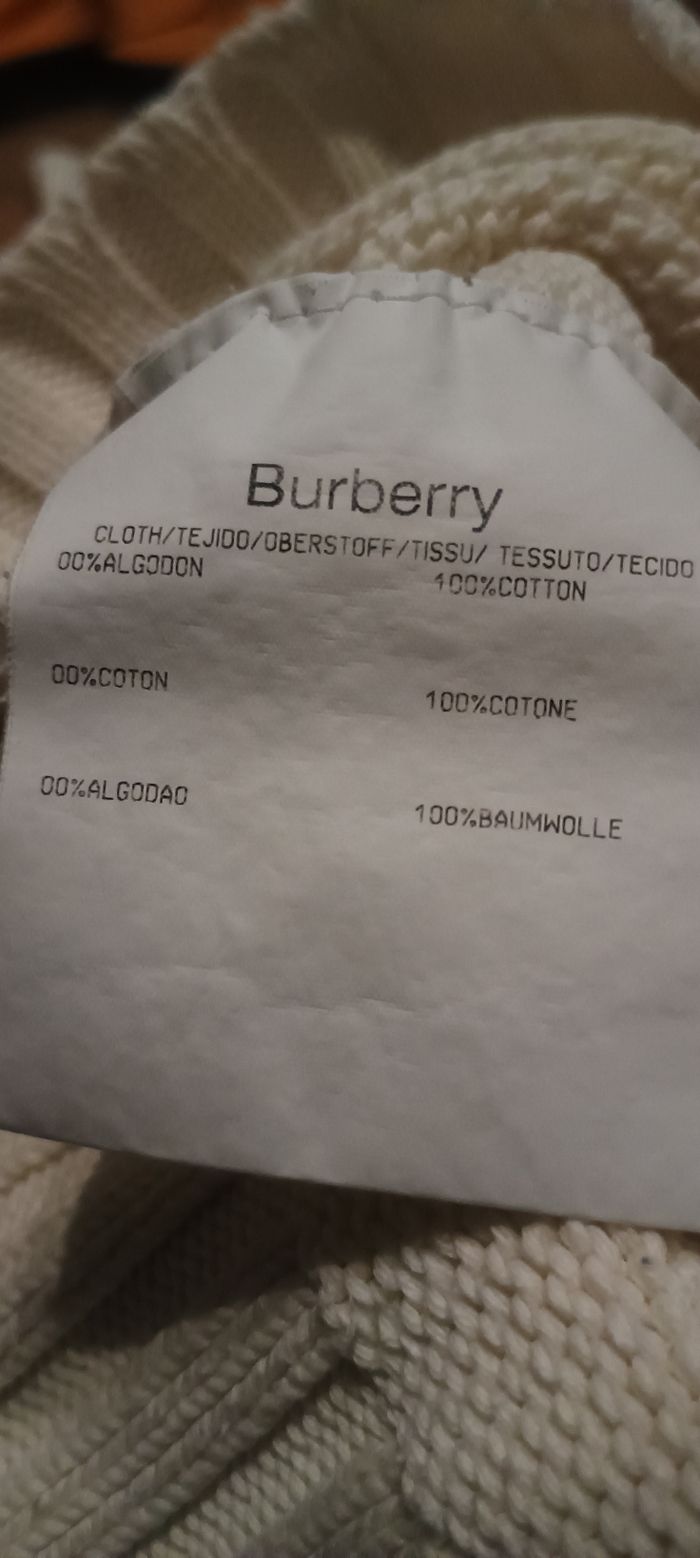 Burberry
CLOTH/TEJIDO/OBERSTOFF/TISSU/ TESSUTO/TECIDO
00%ALGODON 100%COTTON
00%COTON 100%COTONE
00%ALGODAO 100%BAUMWOLLE